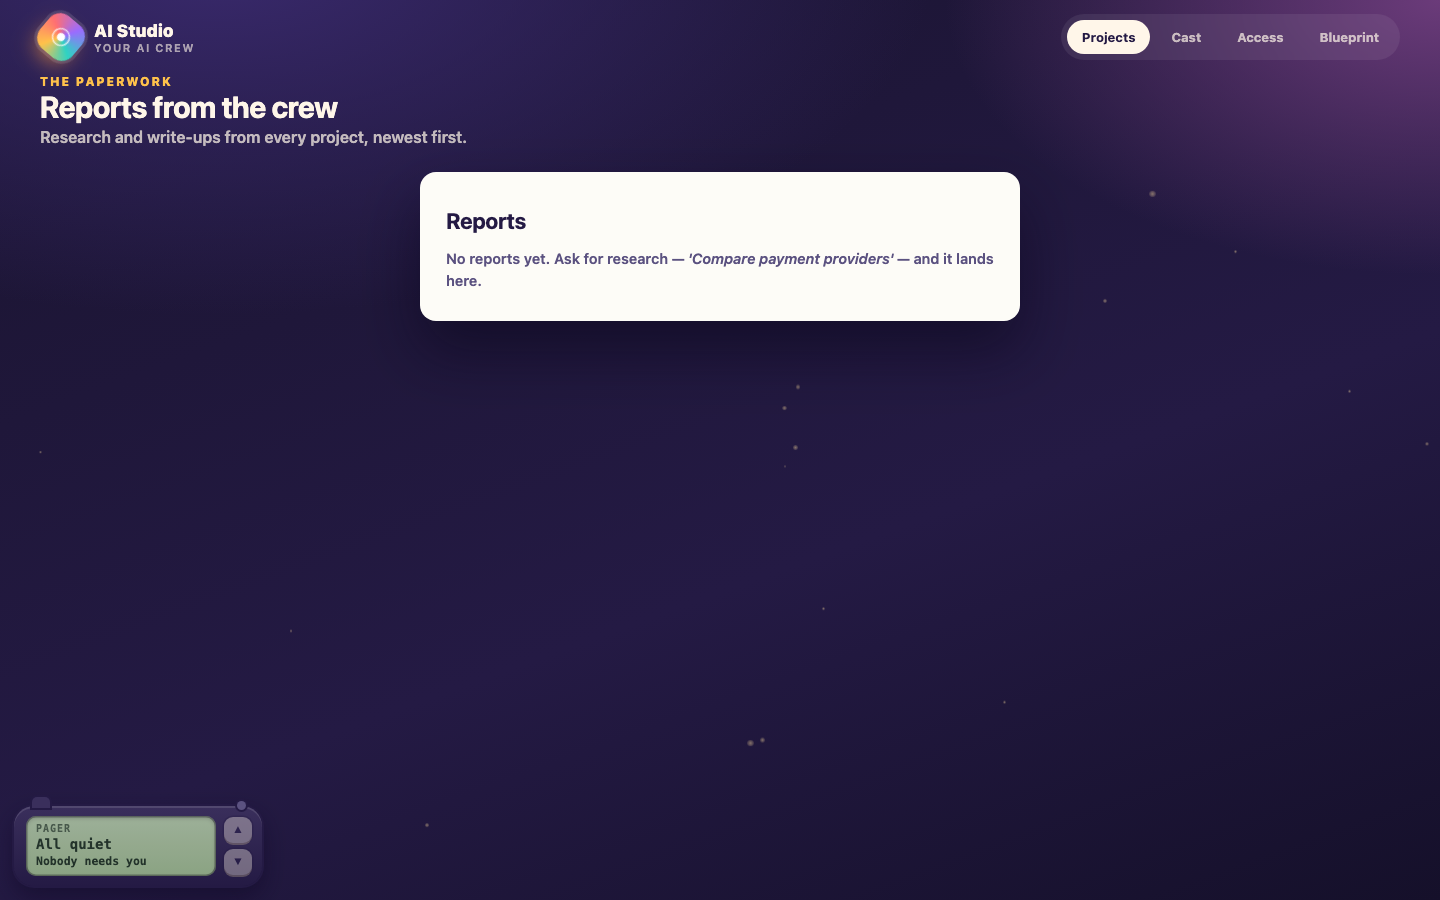 AI Studio
YOUR AI CREW
Projects
Cast
Access
Blueprint
THE PAPERWORK
Reports from the crew
Research and write-ups from every project, newest first.
Reports
No reports yet. Ask for research — 'Compare payment providers' — and it lands
here.
PAGER
All quiet
Nobody needs you
▲
▼